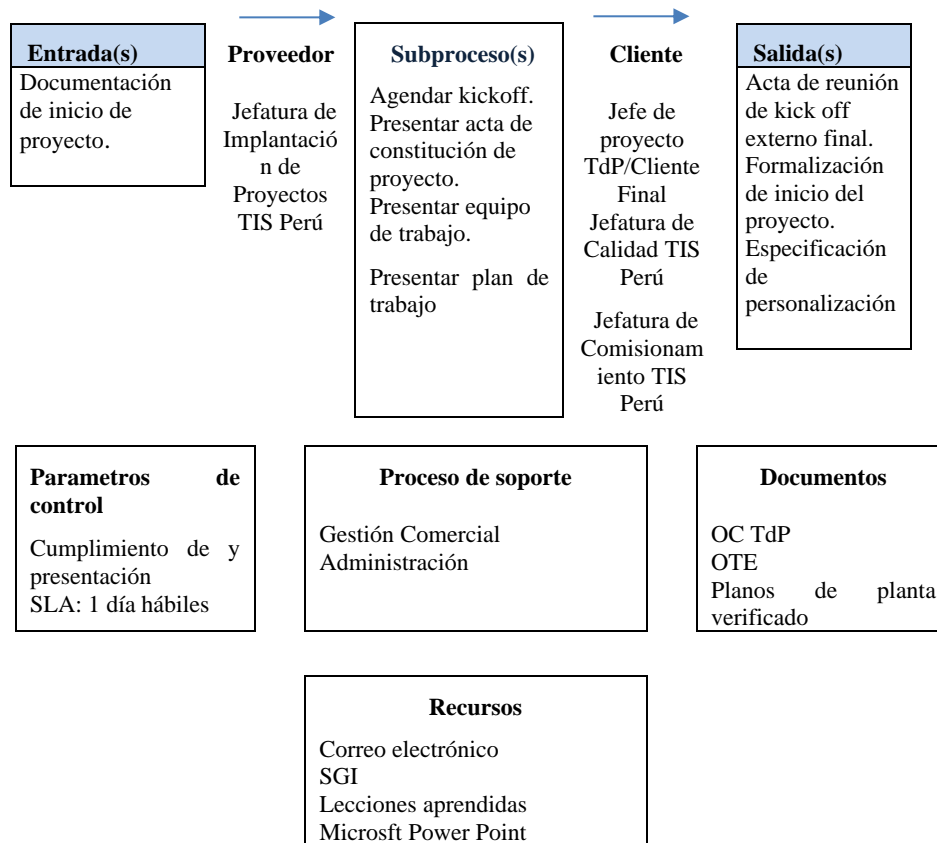 Entrada(s)
Documentación
de inicio de
proyecto.
Proveedor
Jefatura de
Implantació
n de
Proyectos
TIS Perú
Subproceso(s)
Agendar kickoff.
Presentar acta de
constitución de
proyecto.
Presentar equipo
de trabajo.
Presentar plan de
trabajo
Cliente
Jefe de
proyecto
TdP/Cliente
Final
Jefatura de
Calidad TIS
Perú
Jefatura de
Comisionam
iento TIS
Perú
Salida(s)
Acta de reunión
de kick off
externo final.
Formalización
de inicio del
proyecto.
Especificación
de
personalización
Parametros de
control
Cumplimiento de y
presentación
SLA: 1 día hábiles
Proceso de soporte
Gestión Comercial
Administración
Documentos
OC TdP
OTE
Planos de planta
verificado
Recursos
Correo electrónico
SGI
Lecciones aprendidas
Microsft Power Point